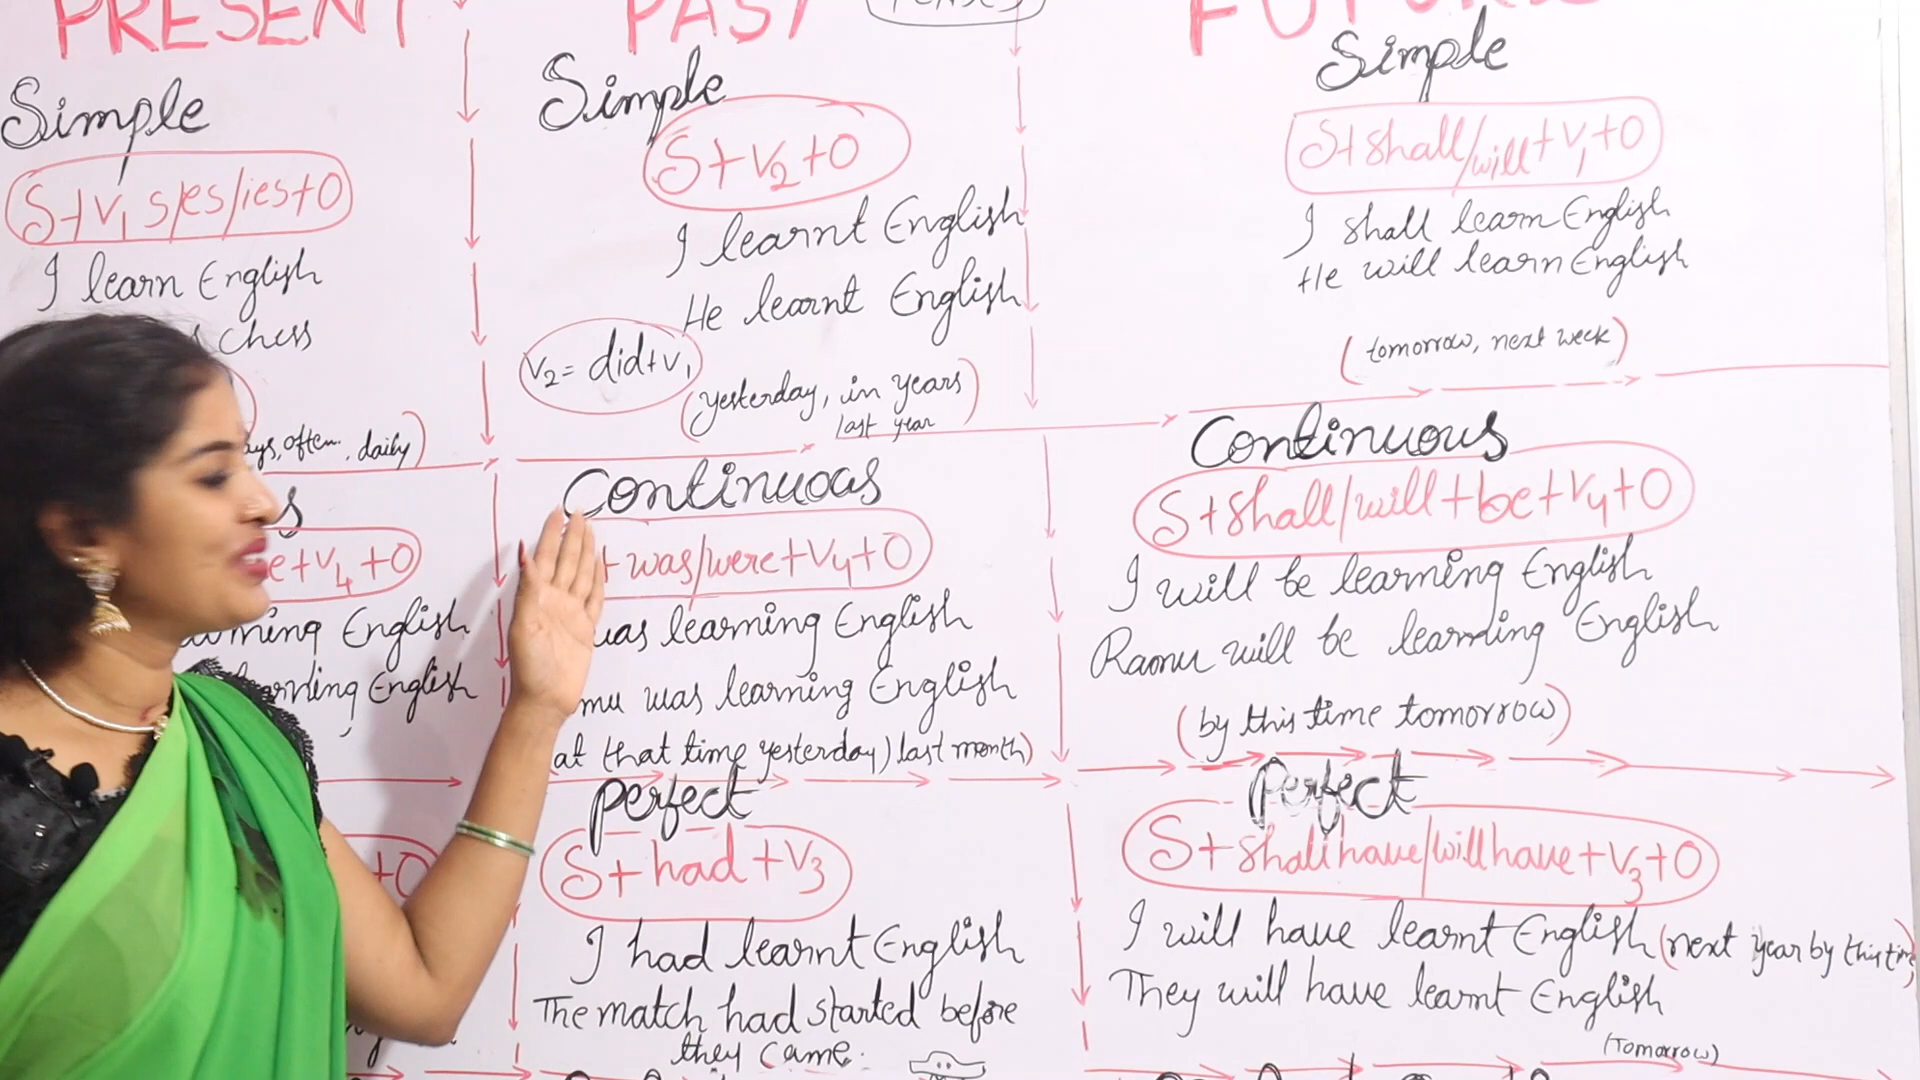 PRESENT
Simple
S+V1 s/es/ies+O
I learn English
chess
often, daily)
+V4+O
English
English
+O
PAST
TENSES
Simple
S+V2+O
I learnt English
He learnt English
V2= did+V1
(yesterday, in years)
last year
Continuous
+ was/were+V4+O
was learning English
was learning English
at that time yesterday) last month)
perfect
S+had+V3
I had learnt English
The match had started before
they came.
Simple
S+shall/will+V1+O
I shall learn English
He will learn English
(tomorrow, next week)
Continuous
S+shall/will+be+V4+O
I will be learning English
Ramu will be learning English
(by this time tomorrow)
Perfect
S+shall have/will have+V3+O
I will have learnt English (next year by this time)
They will have learnt English
(Tomorrow)